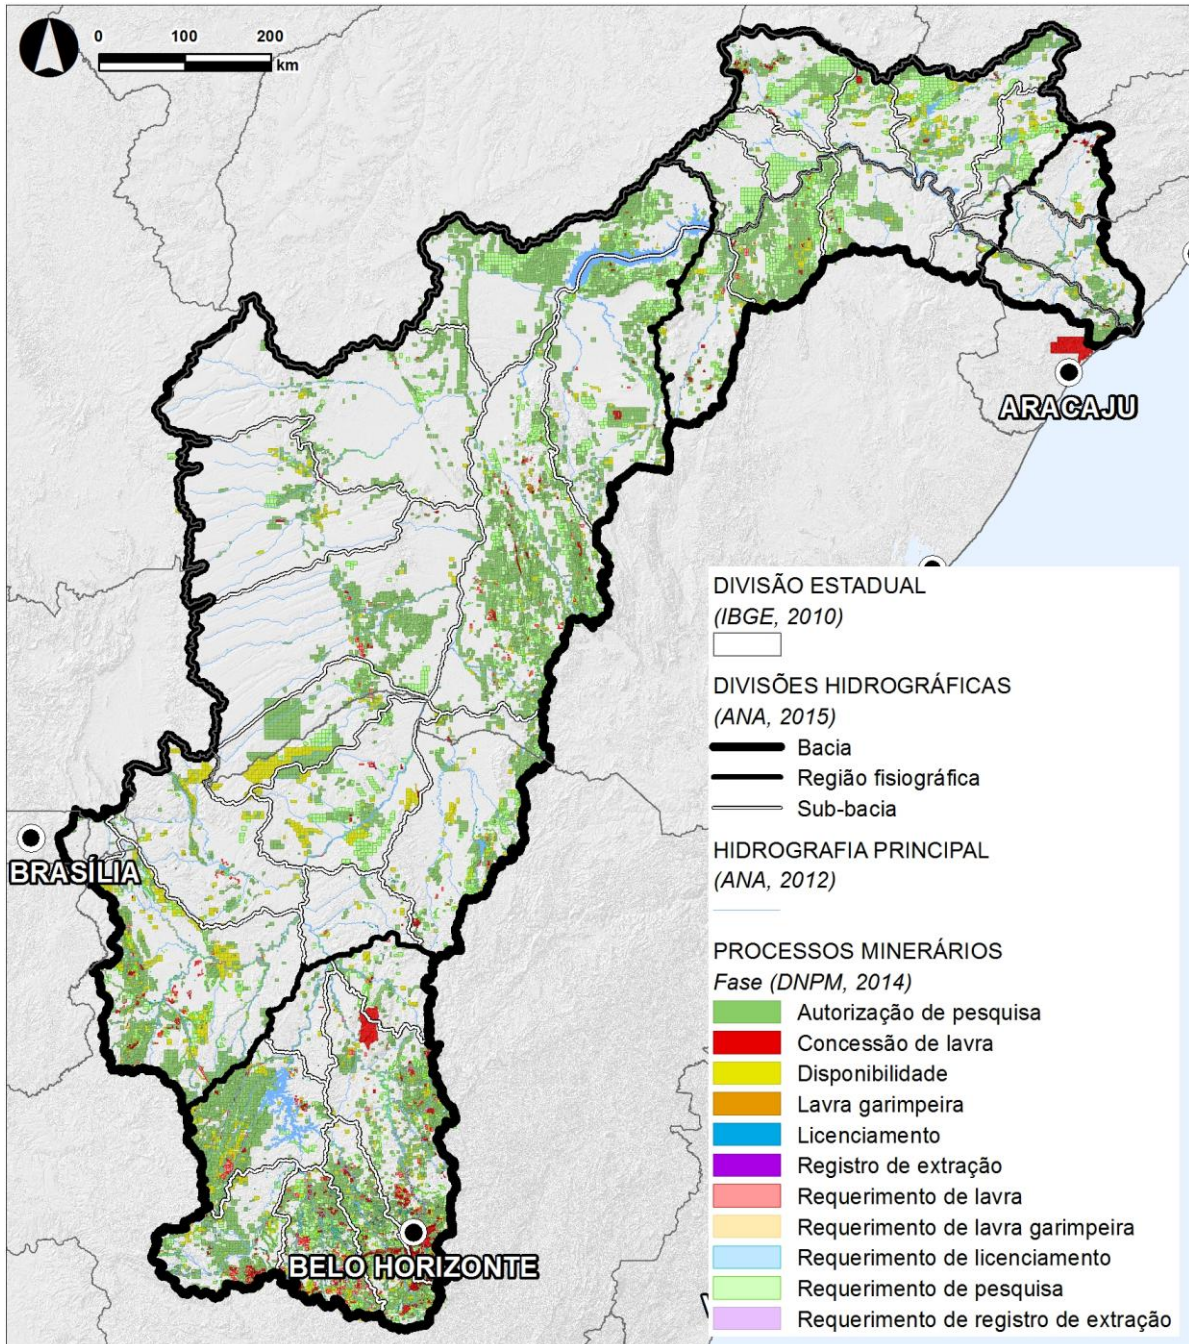 0 100 200
km
ARACAJU
BRASÍLIA
BELO HORIZONTE
DIVISÃO ESTADUAL
(IBGE, 2010)
DIVISÕES HIDROGRÁFICAS
(ANA, 2015)
Bacia
Região fisiográfica
Sub-bacia
HIDROGRAFIA PRINCIPAL
(ANA, 2012)
PROCESSOS MINERÁRIOS
Fase (DNPM, 2014)
Autorização de pesquisa
Concessão de lavra
Disponibilidade
Lavra garimpeira
Licenciamento
Registro de extração
Requerimento de lavra
Requerimento de lavra garimpeira
Requerimento de licenciamento
Requerimento de pesquisa
Requerimento de registro de extração